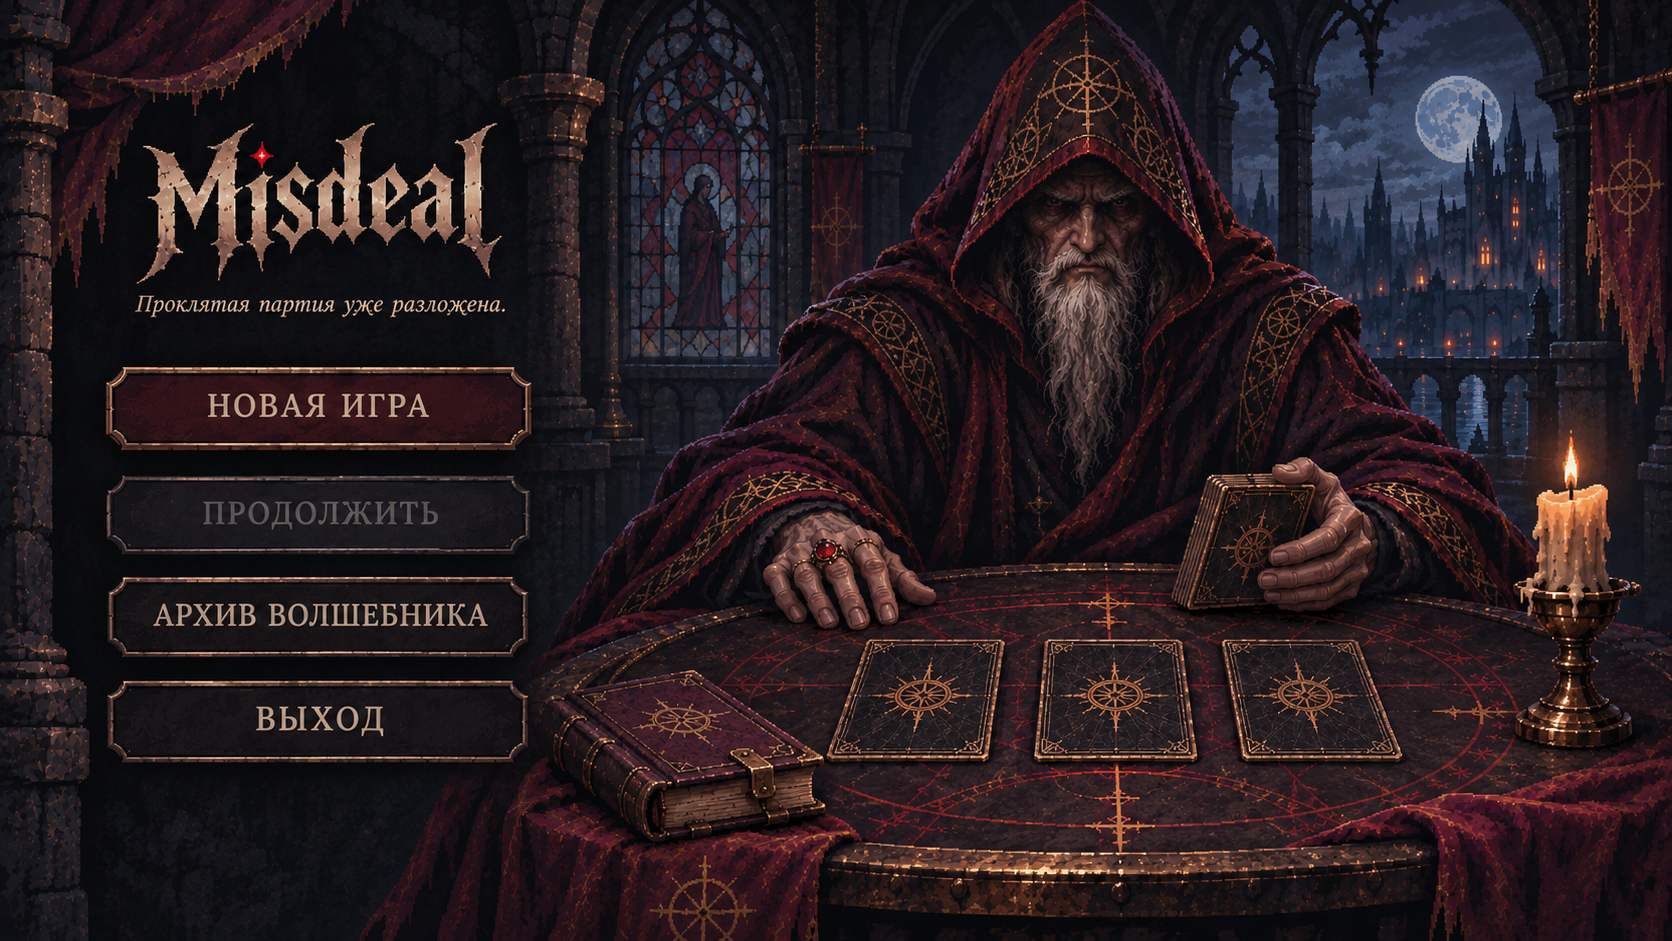 Misdeal
Проклятая партия уже разложена.
НОВАЯ ИГРА
ПРОДОЛЖИТЬ
АРХИВ ВОЛШЕБНИКА
ВЫХОД